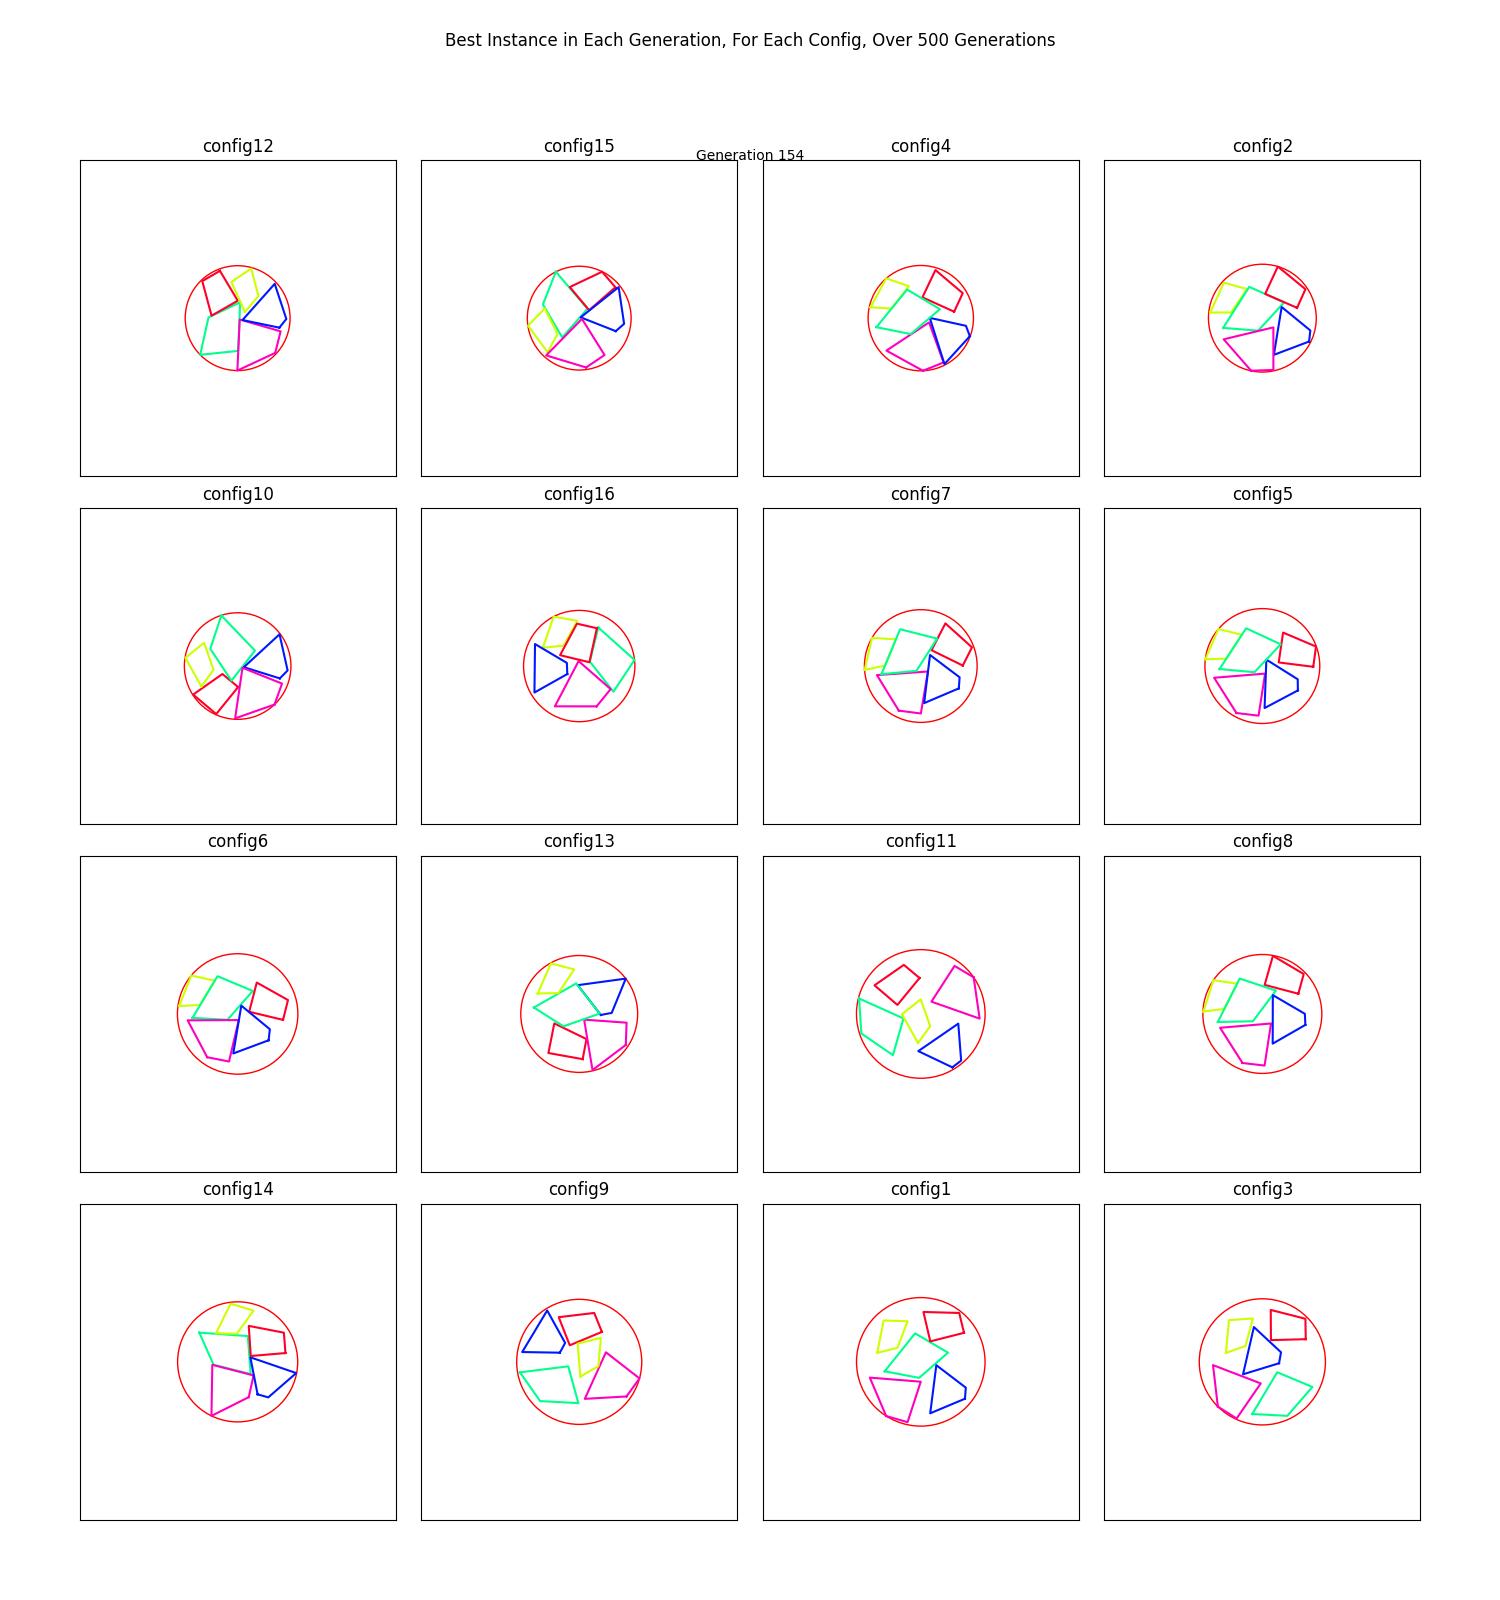 Best Instance in Each Generation, For Each Config, Over 500 Generations
Generation 154
config12
config15
config4
config2
config10
config16
config7
config5
config6
config13
config11
config8
config14
config9
config1
config3